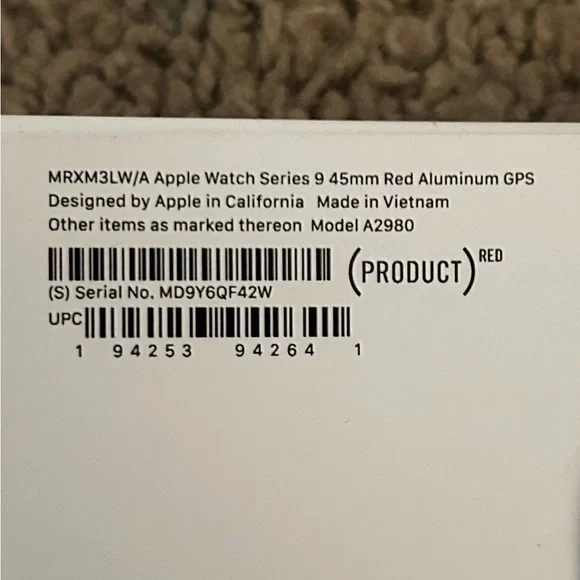 MRXM3LW/A Apple Watch Series 9 45mm Red Aluminum GPS
Designed by Apple in California Made in Vietnam
Other items as marked thereon Model A2980
(PRODUCT)RED
(S) Serial No. MD9Y6QF42W
UPC
1 94253 94264 1